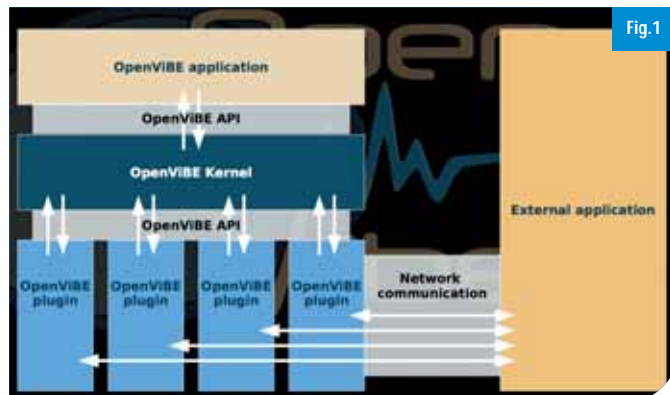 Fig.1
OpenViBE application
OpenViBE API
OpenViBE Kernel
OpenViBE API
External application
OpenViBE
plugin
OpenViBE
plugin
OpenViBE
plugin
OpenViBE
plugin
Network
communication
Open